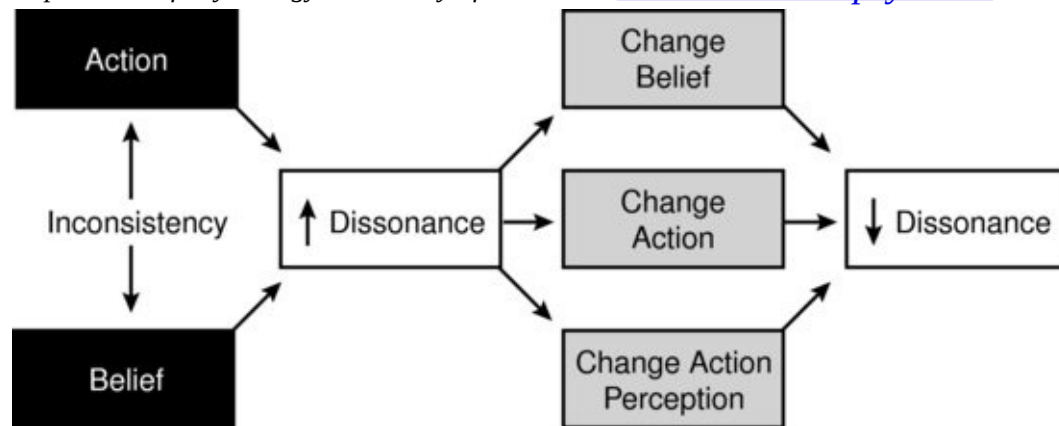 Action
Change
Belief
Inconsistency
↑ Dissonance
Change
Action
↓ Dissonance
Belief
Change Action
Perception